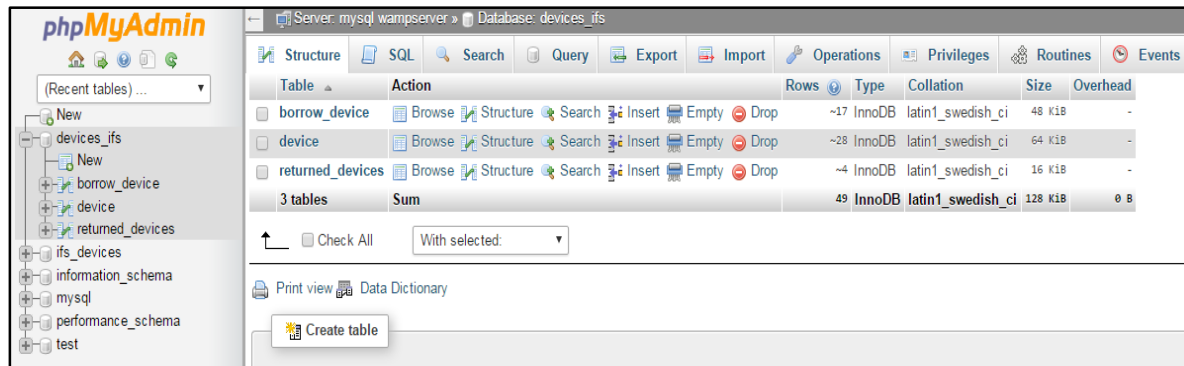 phpMyAdmin
(Recent tables) ...
New
devices_ifs
New
borrow_device
device
returned_devices
ifs_devices
information_schema
mysql
performance_schema
test
Server: mysql wampserver » Database: devices_ifs
Structure SQL Search Query Export Import Operations Privileges Routines Events
Table Action Rows Type Collation Size Overhead
borrow_device Browse Structure Search Insert Empty Drop ~17 InnoDB latin1_swedish_ci 48 KiB -
device Browse Structure Search Insert Empty Drop ~28 InnoDB latin1_swedish_ci 64 KiB -
returned_devices Browse Structure Search Insert Empty Drop ~4 InnoDB latin1_swedish_ci 16 KiB -
3 tables Sum 49 InnoDB latin1_swedish_ci 128 KiB 0 B
Check All With selected:
Print view Data Dictionary
Create table